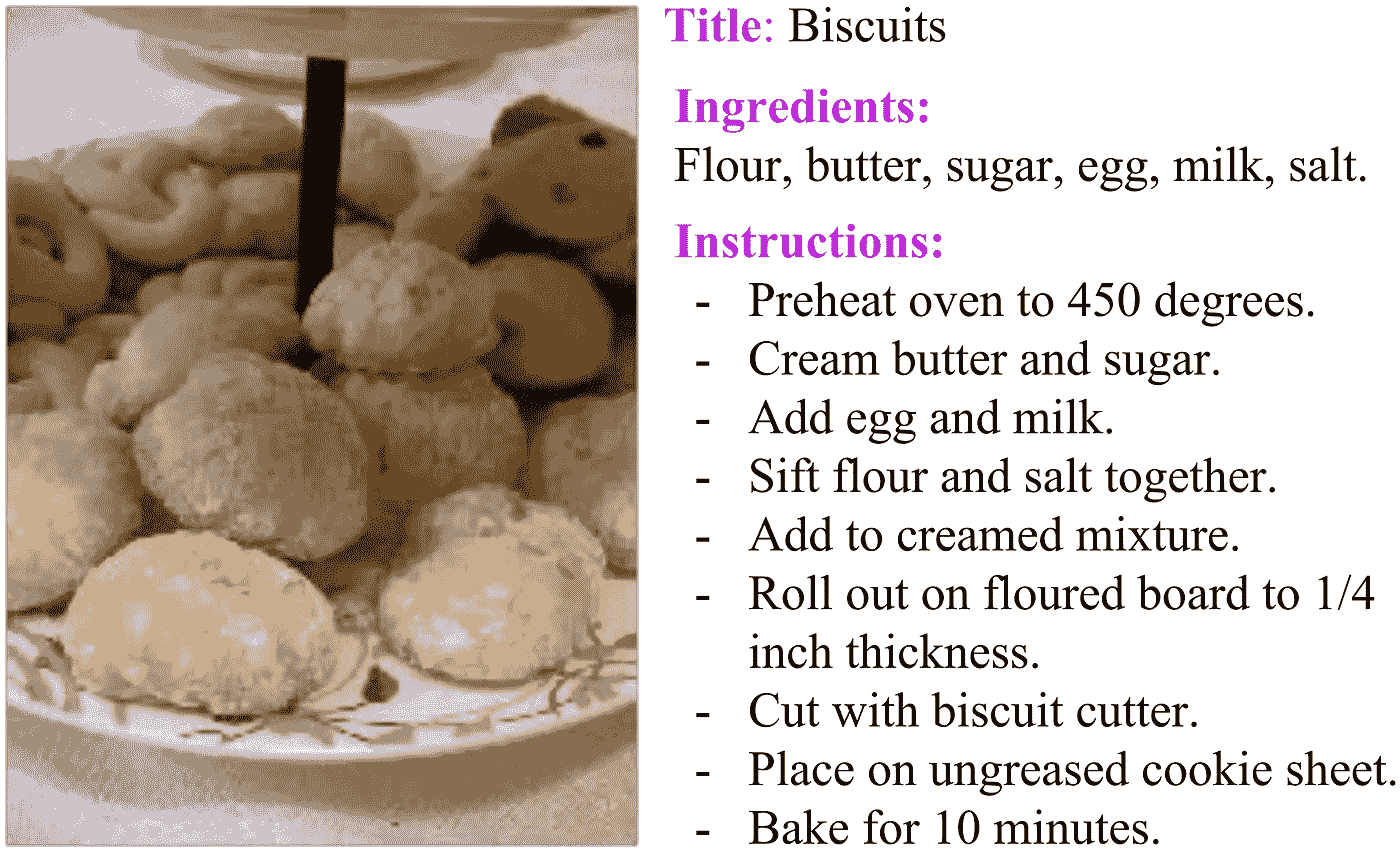 Title: Biscuits
Ingredients:
Flour, butter, sugar, egg, milk, salt.
Instructions:
- Preheat oven to 450 degrees.
- Cream butter and sugar.
- Add egg and milk.
- Sift flour and salt together.
- Add to creamed mixture.
- Roll out on floured board to 1/4
inch thickness.
- Cut with biscuit cutter.
- Place on ungreased cookie sheet.
- Bake for 10 minutes.